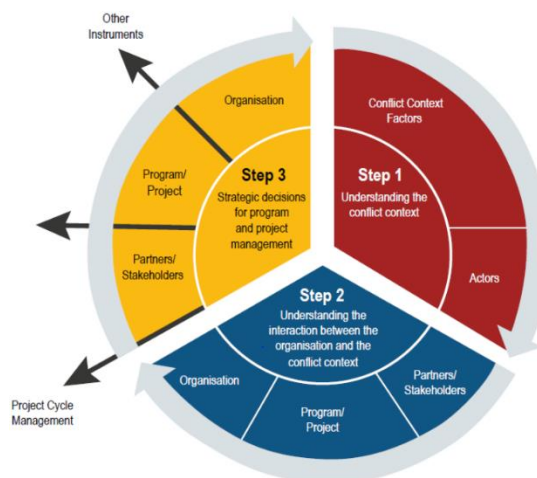 Other
Instruments
Organisation
Program/
Project
Partners/
Stakeholders
Step 3
Strategic decisions
for program
and project
management
Conflict Context
Factors
Step 1
Understanding the
conflict context
Actors
Step 2
Understanding the
interaction between the
organisation and the
conflict context
Organisation
Program/
Project
Partners/
Stakeholders
Project Cycle
Management